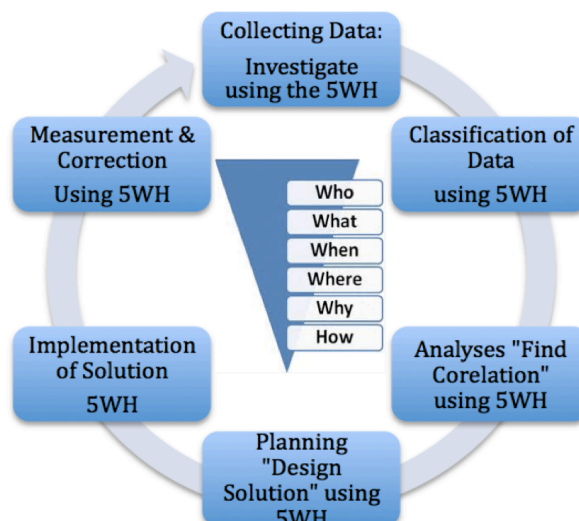 Collecting Data:
Investigate
using the 5WH
Classification of
Data
using 5WH
Analyses "Find
Corelation"
using 5WH
Planning
"Design
Solution" using
5WH
Implementation
of Solution
5WH
Measurement &
Correction
Using 5WH
Who
What
When
Where
Why
How